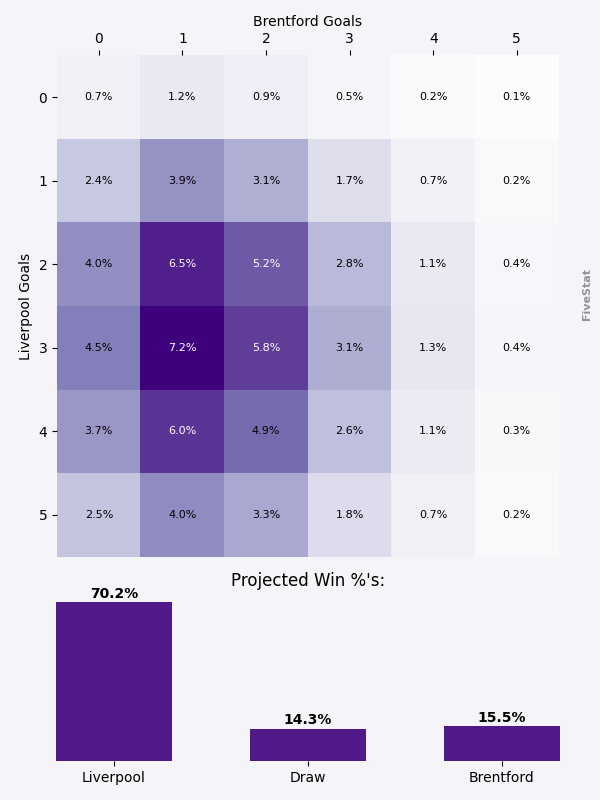 Brentford Goals
0 1 2 3 4 5
0 0.7% 1.2% 0.9% 0.5% 0.2% 0.1%
1 2.4% 3.9% 3.1% 1.7% 0.7% 0.2%
2 4.0% 6.5% 5.2% 2.8% 1.1% 0.4%
3 4.5% 7.2% 5.8% 3.1% 1.3% 0.4%
4 3.7% 6.0% 4.9% 2.6% 1.1% 0.3%
5 2.5% 4.0% 3.3% 1.8% 0.7% 0.2%
Liverpool Goals
FiveStat
Projected Win %'s:
70.2% 14.3% 15.5%
Liverpool Draw Brentford